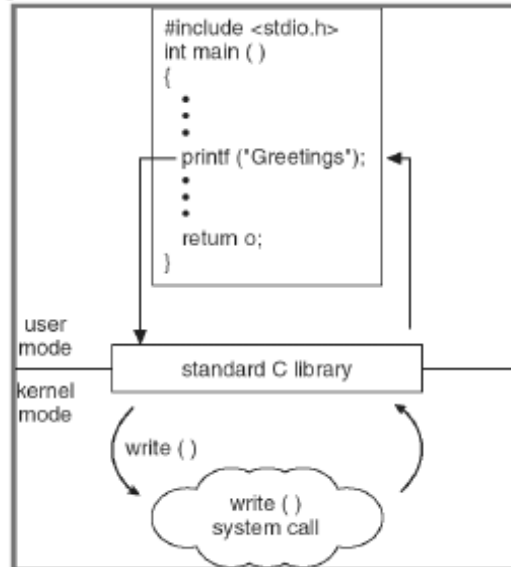 #include <stdio.h>
int main ( )
{
•
•
•
printf ("Greetings");
•
•
•
return o;
}
user
mode
standard C library
kernel
mode
write ( )
write ( )
system call